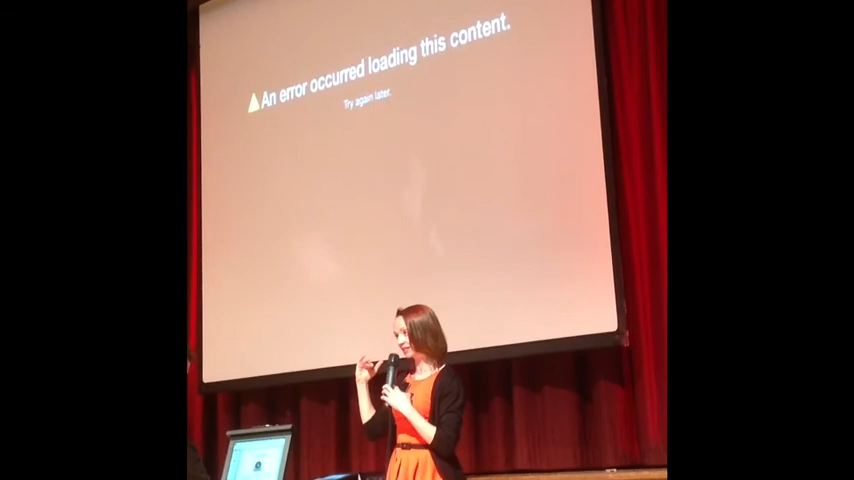 An error occurred loading this content.
Try again later.